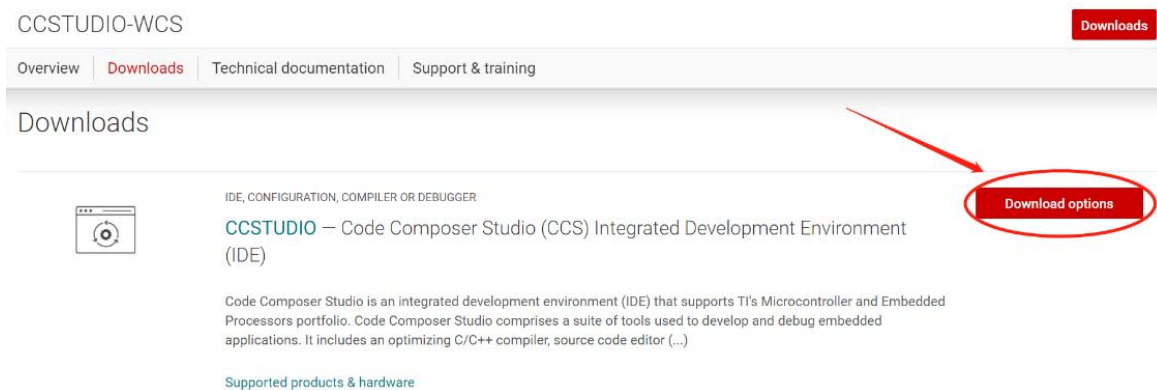 CCSTUDIO-WCS
Downloads
Overview Downloads Technical documentation Support & training
Downloads
IDE, CONFIGURATION, COMPILER OR DEBUGGER
Download options
CCSTUDIO — Code Composer Studio (CCS) Integrated Development Environment
(IDE)
Code Composer Studio is an integrated development environment (IDE) that supports TI's Microcontroller and Embedded
Processors portfolio. Code Composer Studio comprises a suite of tools used to develop and debug embedded
applications. It includes an optimizing C/C++ compiler, source code editor (...)
Supported products & hardware